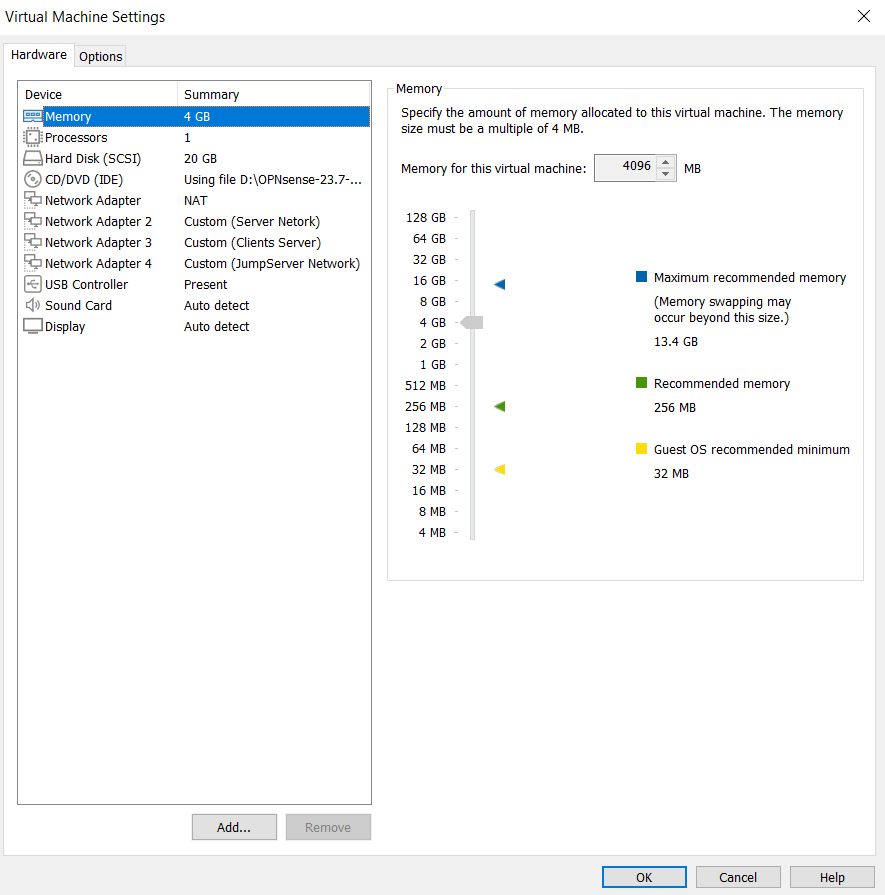 Virtual Machine Settings
Hardware
Options
Device Summary
Memory 4 GB
Processors 1
Hard Disk (SCSI) 20 GB
CD/DVD (IDE) Using file D:\OPNsense-23.7-...
Network Adapter NAT
Network Adapter 2 Custom (Server Netork)
Network Adapter 3 Custom (Clients Server)
Network Adapter 4 Custom (JumpServer Network)
USB Controller Present
Sound Card Auto detect
Display Auto detect
Add...
Remove
Memory
Specify the amount of memory allocated to this virtual machine. The memory
size must be a multiple of 4 MB.
Memory for this virtual machine: 4096 MB
128 GB
64 GB
32 GB
16 GB
8 GB
4 GB
2 GB
1 GB
512 MB
256 MB
128 MB
64 MB
32 MB
16 MB
8 MB
4 MB
Maximum recommended memory
(Memory swapping may
occur beyond this size.)
13.4 GB
Recommended memory
256 MB
Guest OS recommended minimum
32 MB
OK
Cancel
Help